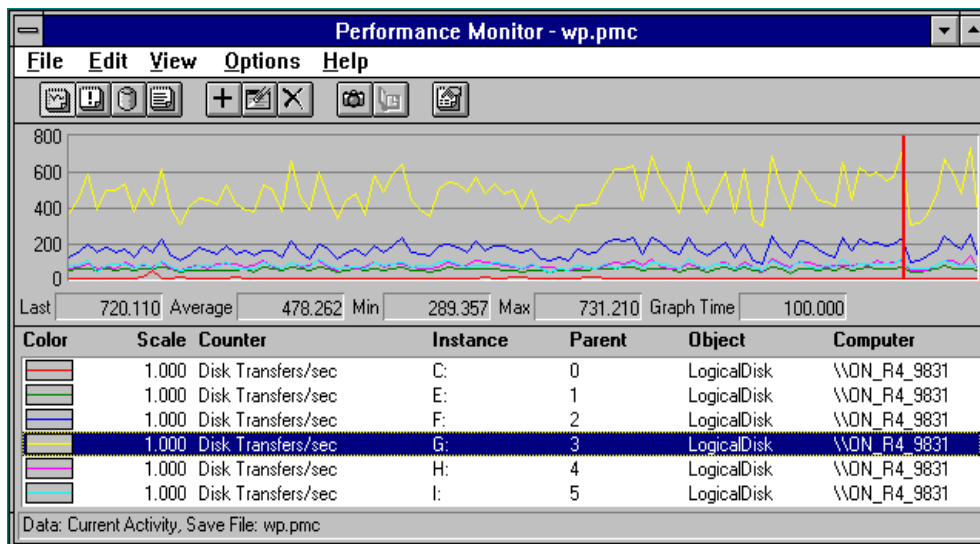 Performance Monitor - wp.pmc
File Edit View Options Help
800
600
400
200
0
Last 720.110 Average 478.262 Min 289.357 Max 731.210 Graph Time 100.000
Color Scale Counter Instance Parent Object Computer
1.000 Disk Transfers/sec C: 0 LogicalDisk \\ON_R4_9831
1.000 Disk Transfers/sec E: 1 LogicalDisk \\ON_R4_9831
1.000 Disk Transfers/sec F: 2 LogicalDisk \\ON_R4_9831
1.000 Disk Transfers/sec G: 3 LogicalDisk \\ON_R4_9831
1.000 Disk Transfers/sec H: 4 LogicalDisk \\ON_R4_9831
1.000 Disk Transfers/sec I: 5 LogicalDisk \\ON_R4_9831
Data: Current Activity, Save File: wp.pmc